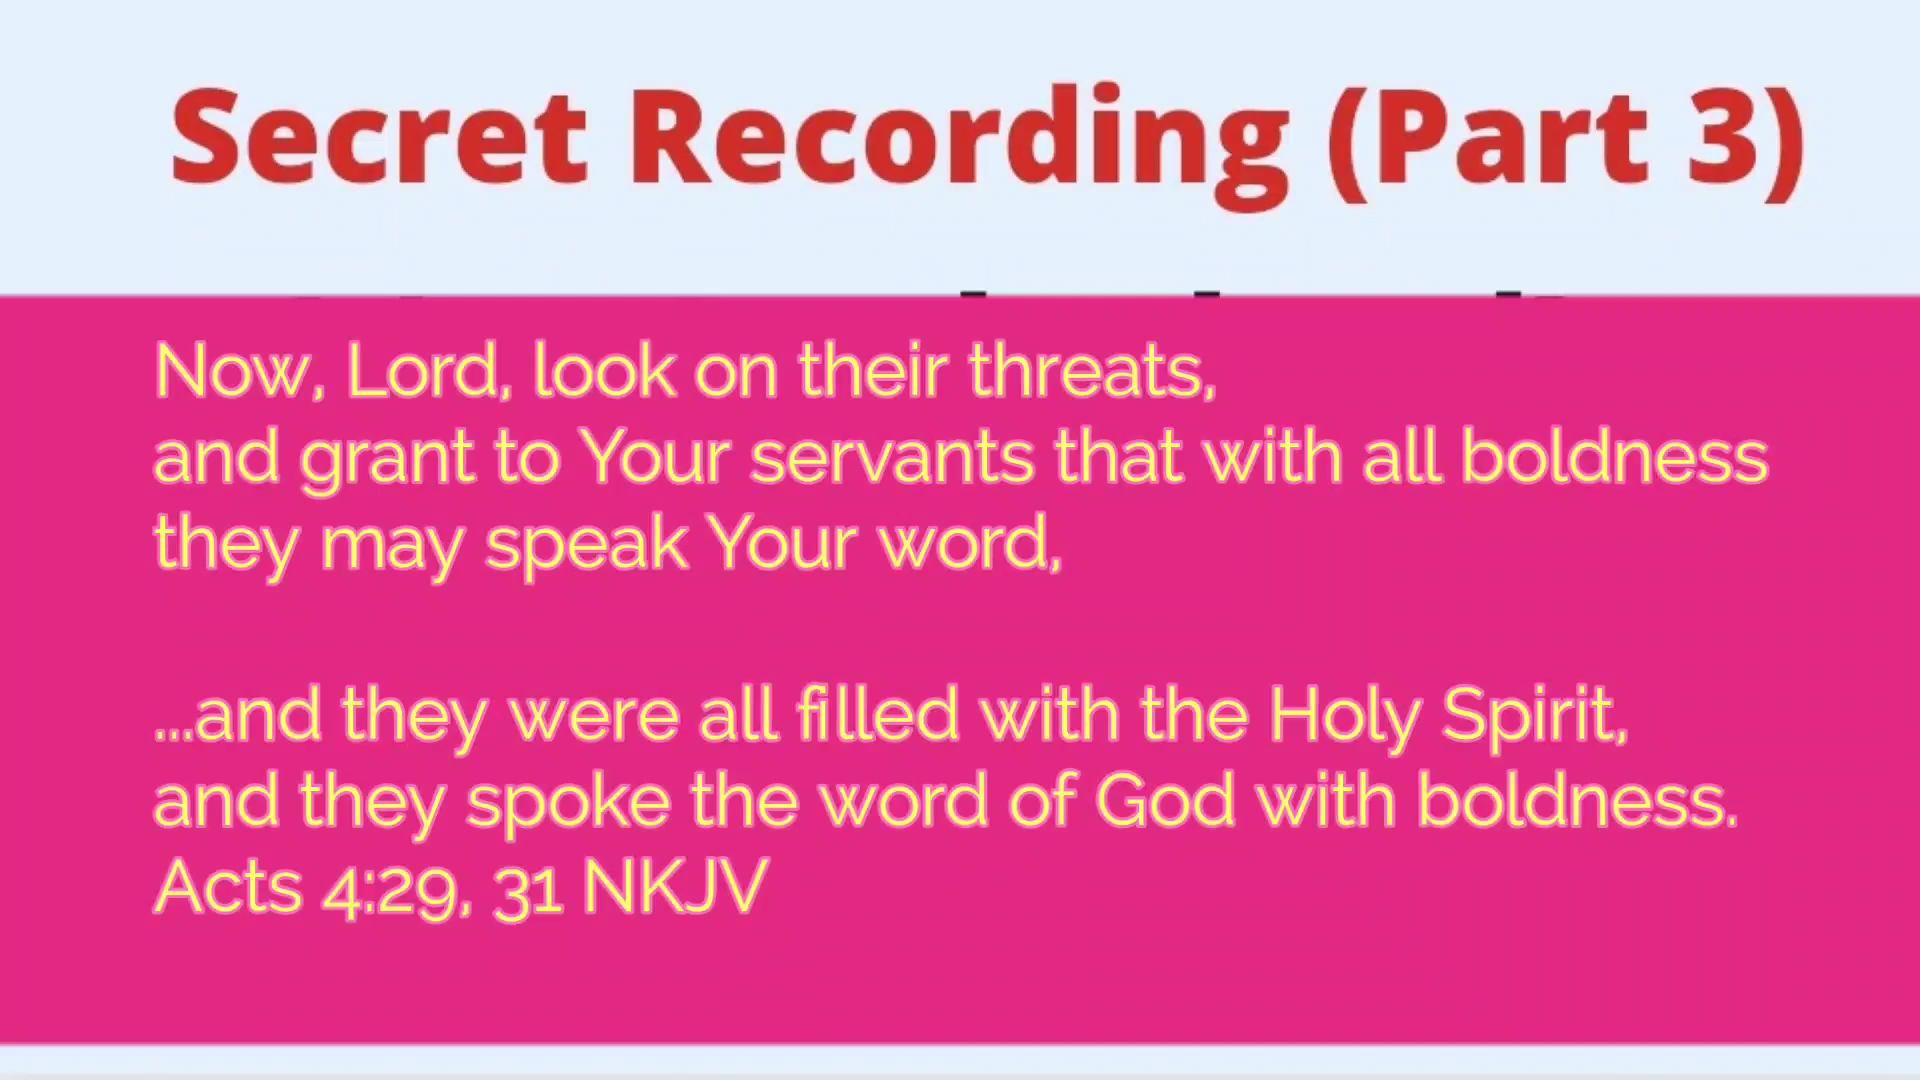 Secret Recording (Part 3)
Now, Lord, look on their threats,
and grant to Your servants that with all boldness
they may speak Your word,
...and they were all filled with the Holy Spirit,
and they spoke the word of God with boldness.
Acts 4:29, 31 NKJV